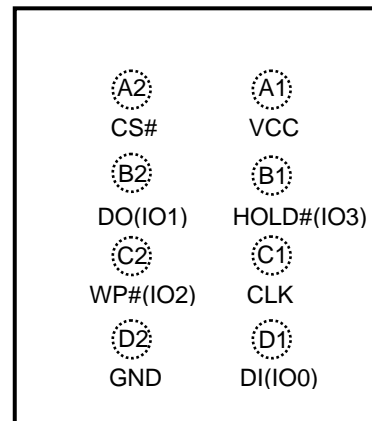 A2 A1
CS# VCC
B2 B1
DO(IO1) HOLD#(IO3)
C2 C1
WP#(IO2) CLK
D2 D1
GND DI(IO0)